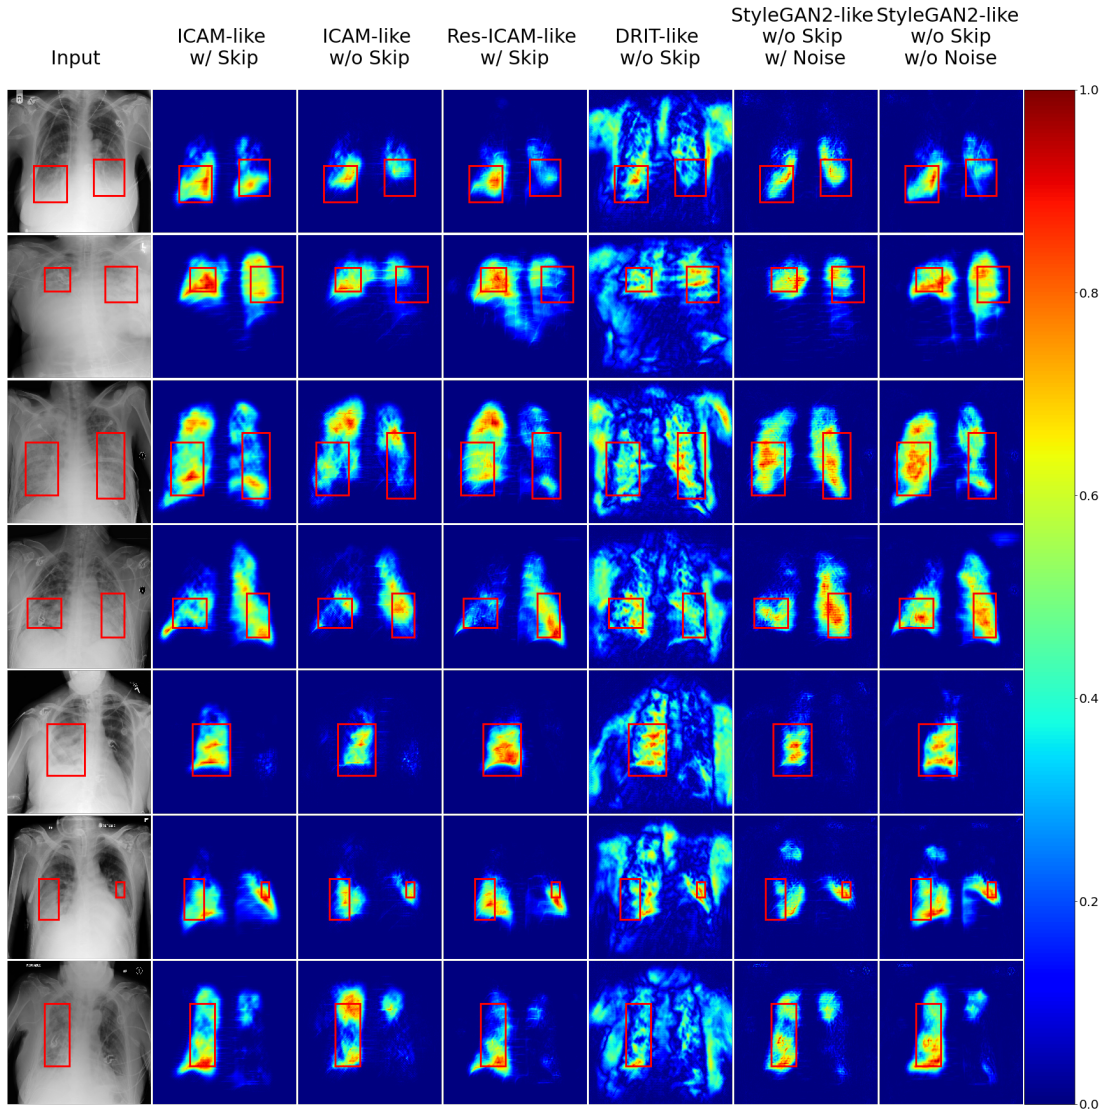 Input
ICAM-like
w/ Skip
ICAM-like
w/o Skip
Res-ICAM-like
w/ Skip
DRIT-like
w/o Skip
StyleGAN2-like
w/o Skip
w/ Noise
StyleGAN2-like
w/o Skip
w/o Noise
1.0
0.8
0.6
0.4
0.2
0.0